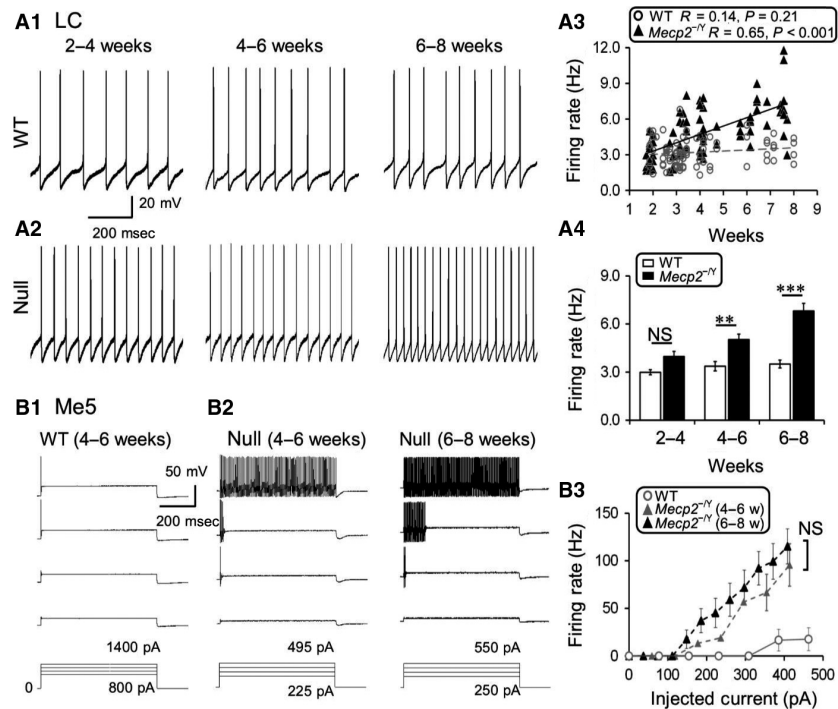 A1 LC
2–4 weeks
4–6 weeks
6–8 weeks
WT
20 mV
200 msec
A2
Null
A3
WT R = 0.14, P = 0.21
Mecp2−/Y R = 0.65, P < 0.001
Firing rate (Hz)
12.0
9.0
6.0
3.0
0.0
1 2 3 4 5 6 7 8 9
Weeks
A4
WT
Mecp2−/Y
Firing rate (Hz)
9.0
6.0
3.0
0.0
NS
**
***
2–4 4–6 6–8
Weeks
B1 Me5
WT (4–6 weeks)
50 mV
200 msec
1400 pA
0
800 pA
B2
Null (4–6 weeks)
Null (6–8 weeks)
495 pA
225 pA
550 pA
250 pA
B3
WT
Mecp2−/Y (4–6 w)
Mecp2−/Y (6–8 w)
Firing rate (Hz)
150
100
50
0
NS
0 100 200 300 400 500
Injected current (pA)